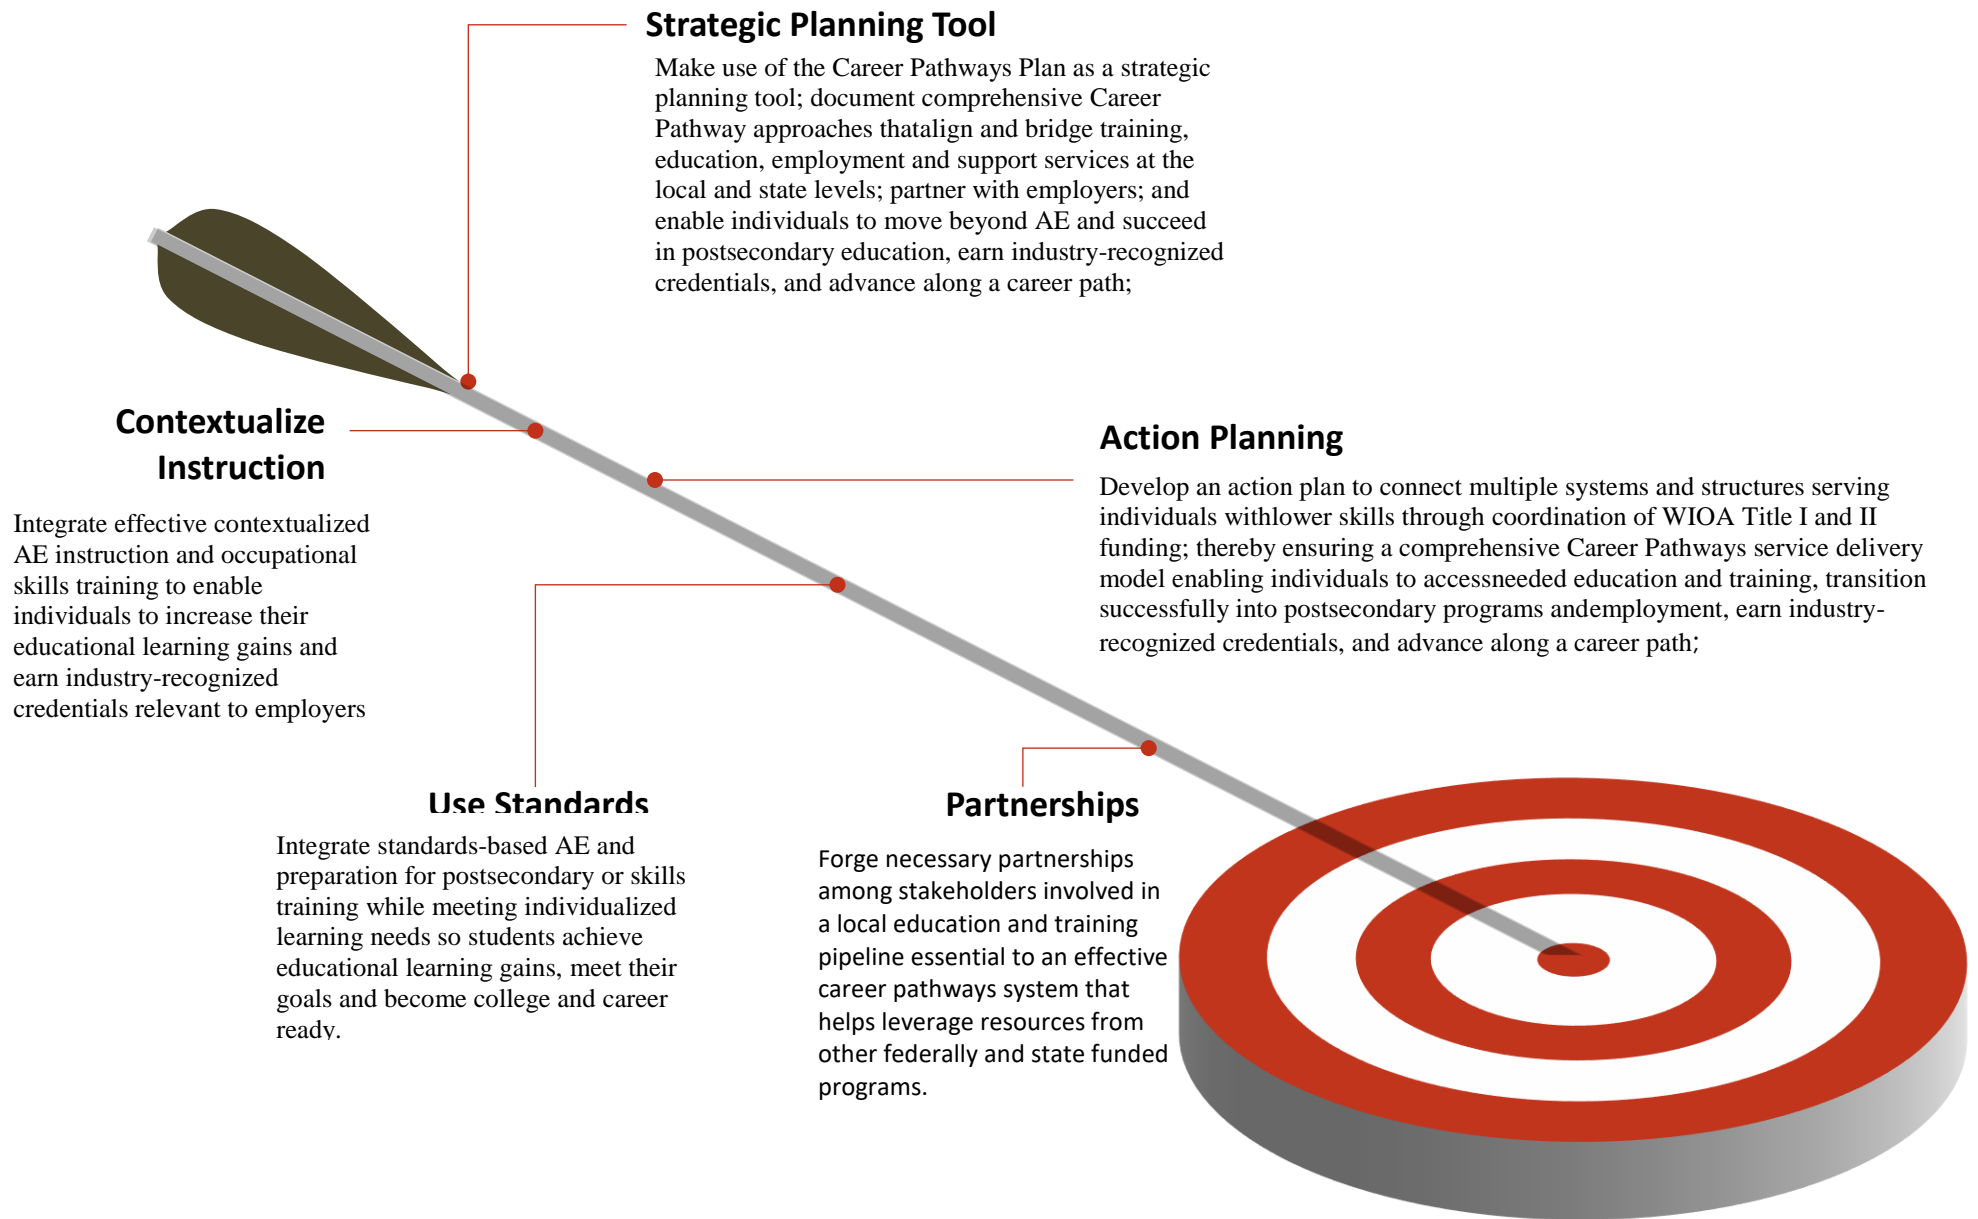 Strategic Planning Tool
Make use of the Career Pathways Plan as a strategic
planning tool; document comprehensive Career
Pathway approaches thatalign and bridge training,
education, employment and support services at the
local and state levels; partner with employers; and
enable individuals to move beyond AE and succeed
in postsecondary education, earn industry-recognized
credentials, and advance along a career path;
Contextualize
Instruction
Integrate effective contextualized
AE instruction and occupational
skills training to enable
individuals to increase their
educational learning gains and
earn industry-recognized
credentials relevant to employers
Action Planning
Develop an action plan to connect multiple systems and structures serving
individuals withlower skills through coordination of WIOA Title I and II
funding; thereby ensuring a comprehensive Career Pathways service delivery
model enabling individuals to accessneeded education and training, transition
successfully into postsecondary programs andemployment, earn industry-
recognized credentials, and advance along a career path;
Use Standards
Integrate standards-based AE and
preparation for postsecondary or skills
training while meeting individualized
learning needs so students achieve
educational learning gains, meet their
goals and become college and career
ready.
Partnerships
Forge necessary partnerships
among stakeholders involved in
a local education and training
pipeline essential to an effective
career pathways system that
helps leverage resources from
other federally and state funded
programs.